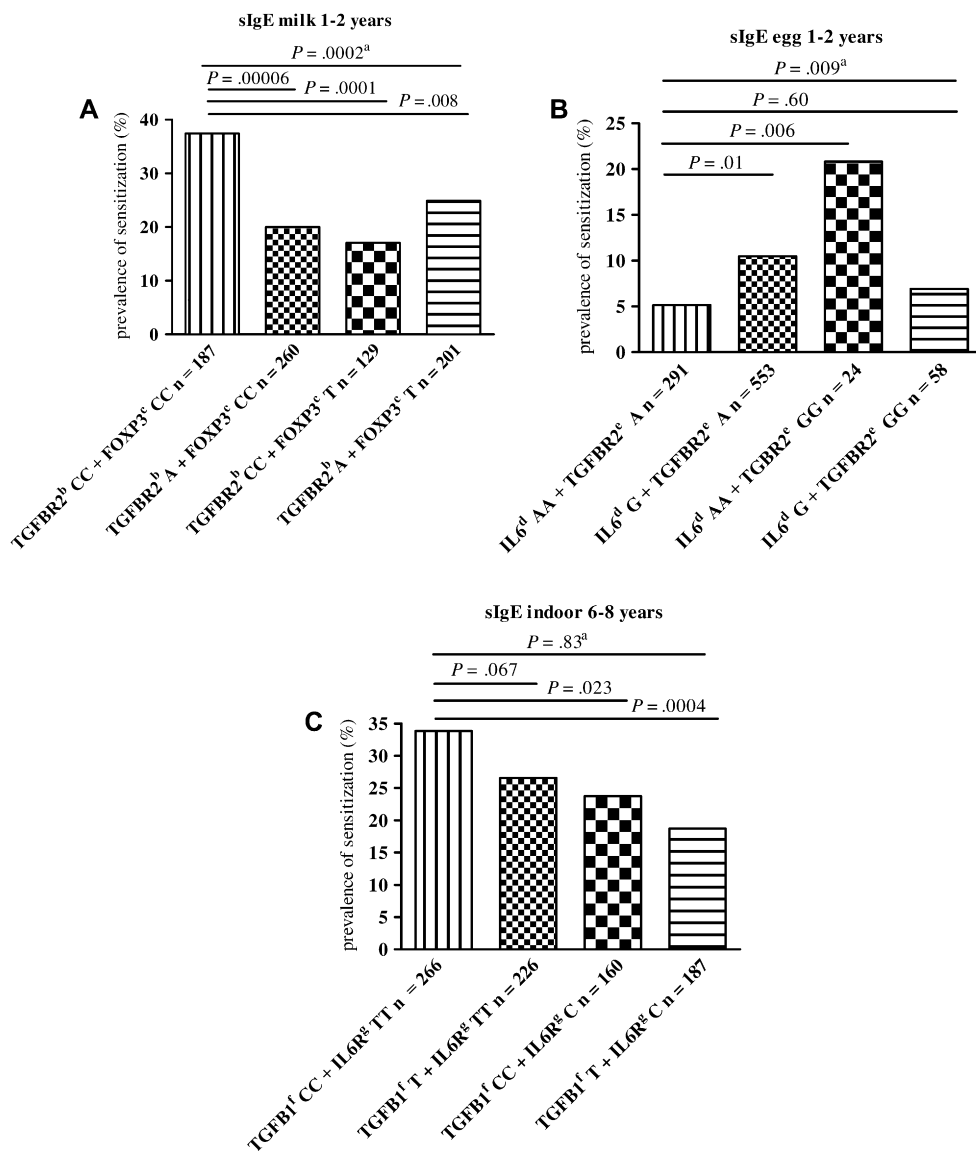 sIgE milk 1-2 years
P = .0002ᵃ
P = .00006
P = .0001
P = .008
A
prevalence of sensitization (%)
40
30
20
10
0
TGFBR2ᵇ CC + FOXP3ᶜ CC n = 187
TGFBR2ᵇ A + FOXP3ᶜ CC n = 260
TGFBR2ᵇ CC + FOXP3ᶜ T n = 129
TGFBR2ᵇ A + FOXP3ᶜ T n = 201
sIgE egg 1-2 years
P = .009ᵃ
P = .60
P = .006
P = .01
B
prevalence of sensitization (%)
25
20
15
10
5
0
IL6ᵈ AA + TGFBR2ᵉ A n = 291
IL6ᵈ G + TGFBR2ᵉ A n = 553
IL6ᵈ AA + TGBR2ᵉ GG n = 24
IL6ᵈ G + TGFBR2ᵉ GG n = 58
sIgE indoor 6-8 years
P = .83ᵃ
P = .067
P = .023
P = .0004
C
prevalence of sensitization (%)
35
30
25
20
15
10
5
0
TGFB1ᶠ CC + IL6Rᵍ TT n = 266
TGFB1ᶠ T + IL6Rᵍ TT n = 226
TGFB1ᶠ CC + IL6Rᵍ C n = 160
TGFB1ᶠ T + IL6Rᵍ C n = 187